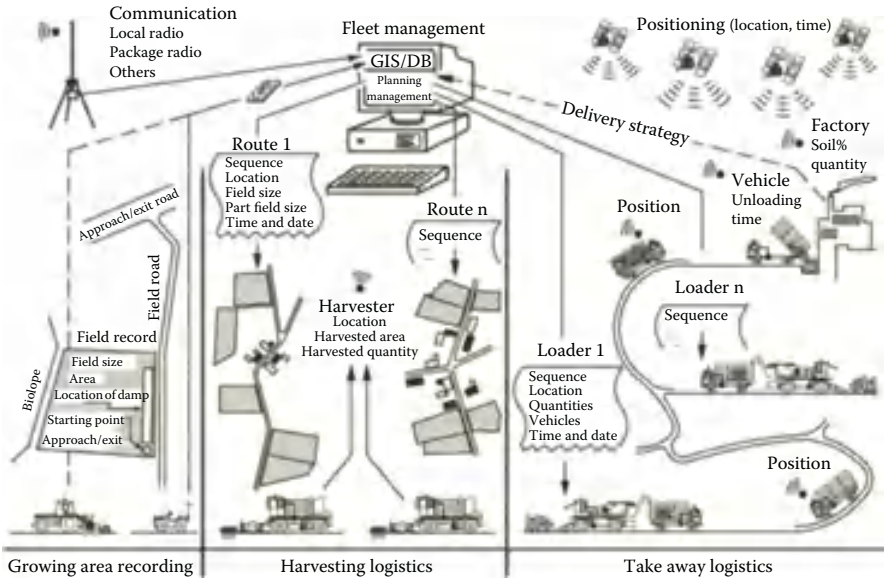 Communication
Local radio
Package radio
Others
Fleet management
GIS/DB
Planning
management
Positioning (location, time)
Delivery strategy
Factory
Soil%
quantity
Vehicle
Unloading
time
Route 1
Sequence
Location
Field size
Part field size
Time and date
Route n
Sequence
Position
Approach/exit road
Field road
Harvester
Location
Harvested area
Harvested quantity
Loader n
Sequence
Field record
Field size
Area
Location of damp
Starting point
Approach/exit
Biolope
Loader 1
Sequence
Location
Quantities
Vehicles
Time and date
Position
Growing area recording
Harvesting logistics
Take away logistics